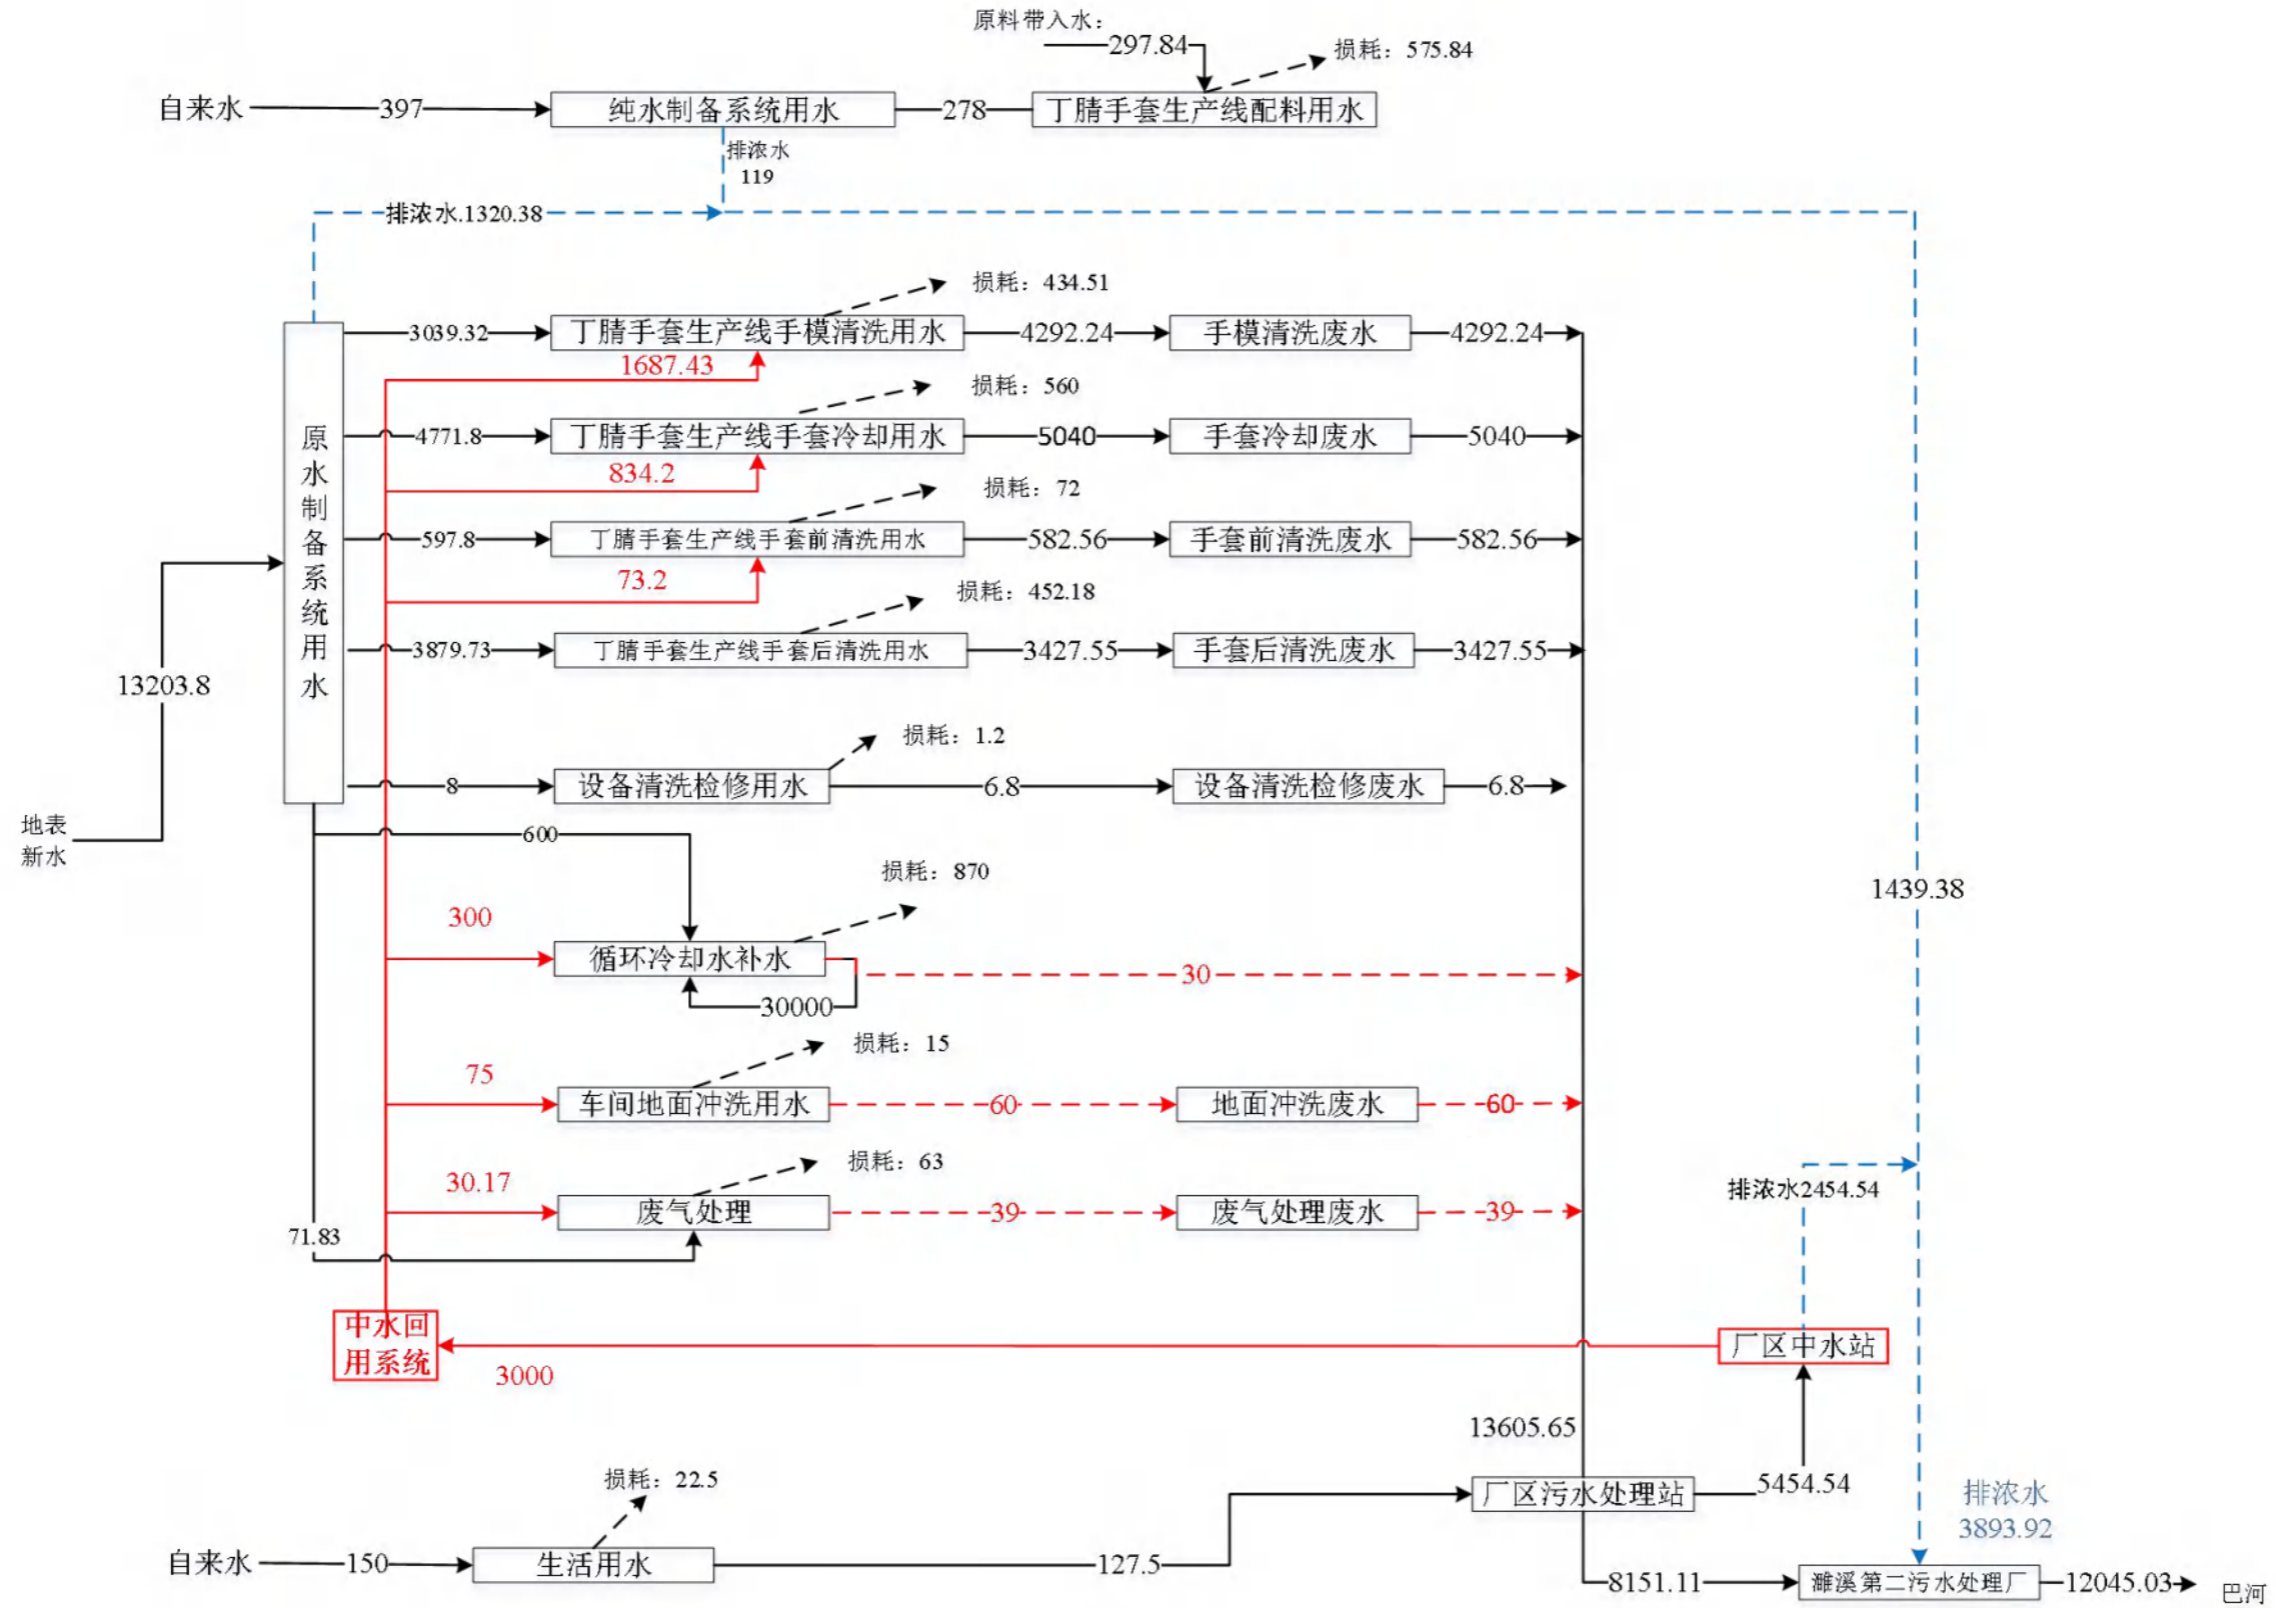 原料带入水：
297.84
损耗：575.84
自来水
397
纯水制备系统用水
278
丁腈手套生产线配料用水
排浓水
119
排浓水.1320.38
损耗：434.51
3039.32
丁腈手套生产线手模清洗用水
4292.24
手模清洗废水
4292.24
1687.43
损耗：560
4771.8
丁腈手套生产线手套冷却用水
5040
手套冷却废水
5040
834.2
损耗：72
597.8
丁腈手套生产线手套前清洗用水
582.56
手套前清洗废水
582.56
73.2
损耗：452.18
3879.73
丁腈手套生产线手套后清洗用水
3427.55
手套后清洗废水
3427.55
原水制备系统用水
13203.8
损耗：1.2
8
设备清洗检修用水
6.8
设备清洗检修废水
6.8
地表
新水
600
损耗：870
1439.38
300
循环冷却水补水
30
30000
损耗：15
75
车间地面冲洗用水
60
地面冲洗废水
60
损耗：63
30.17
废气处理
39
废气处理废水
39
排浓水2454.54
71.83
中水回
用系统
3000
厂区中水站
13605.65
损耗：22.5
厂区污水处理站
5454.54
排浓水
3893.92
自来水
150
生活用水
127.5
8151.11
濉溪第二污水处理厂
12045.03
巴河